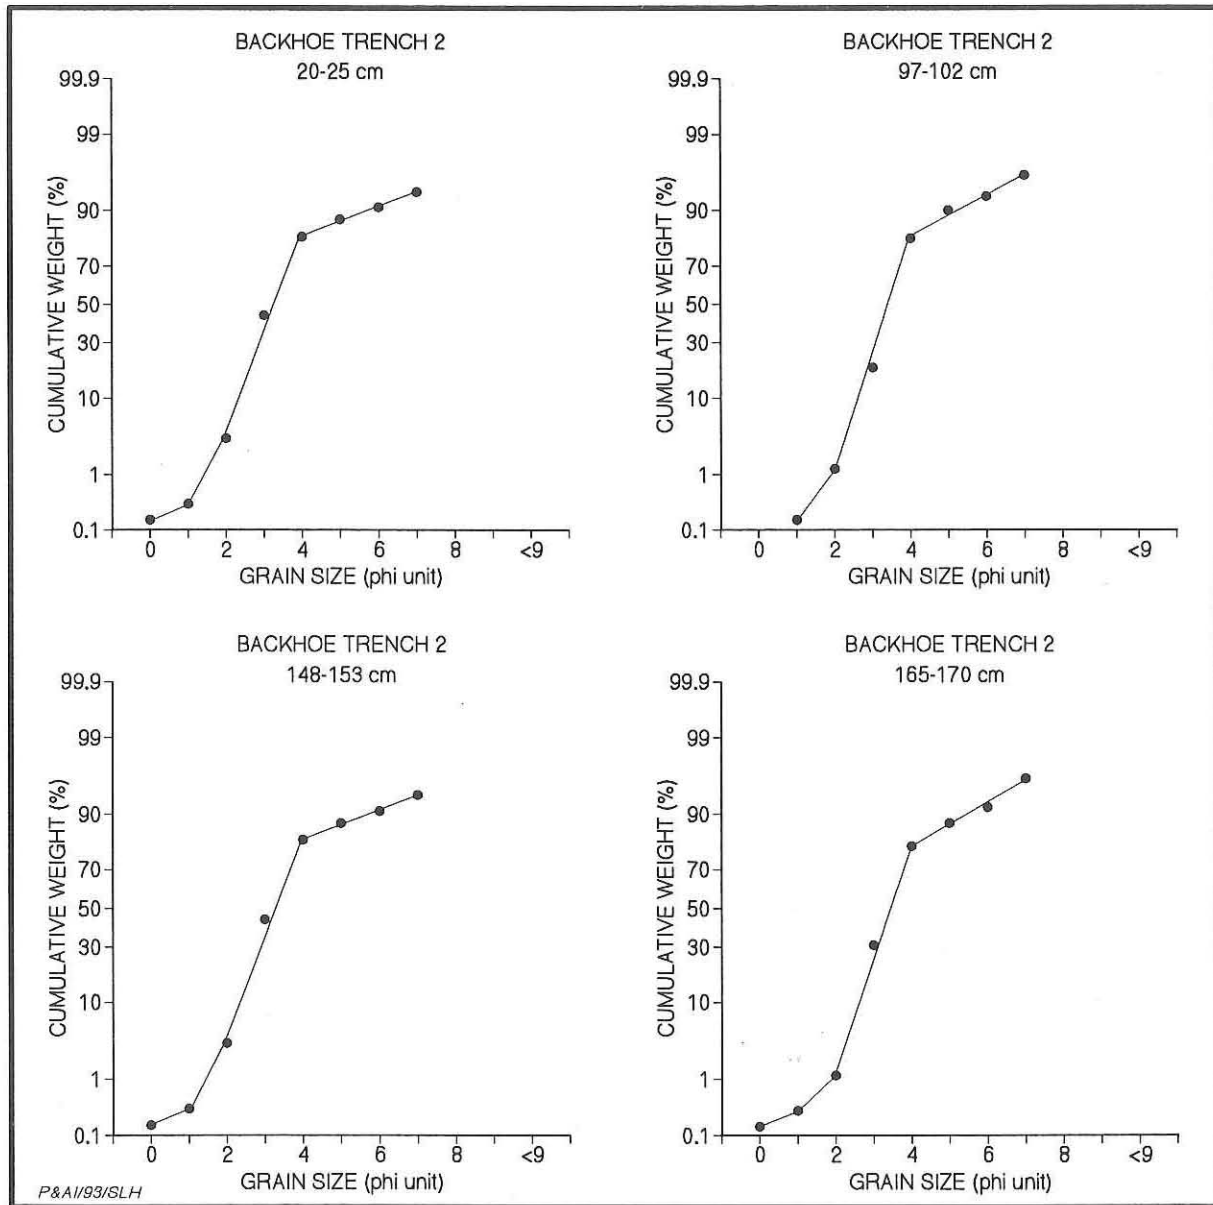 BACKHOE TRENCH 2
20-25 cm
99.9
99
90
70
50
30
10
1
0.1
CUMULATIVE WEIGHT (%)
0 2 4 6 8 <9
GRAIN SIZE (phi unit)
BACKHOE TRENCH 2
97-102 cm
99.9
99
90
70
50
30
10
1
0.1
CUMULATIVE WEIGHT (%)
0 2 4 6 8 <9
GRAIN SIZE (phi unit)
BACKHOE TRENCH 2
148-153 cm
99.9
99
90
70
50
30
10
1
0.1
CUMULATIVE WEIGHT (%)
0 2 4 6 8 <9
GRAIN SIZE (phi unit)
BACKHOE TRENCH 2
165-170 cm
99.9
99
90
70
50
30
10
1
0.1
CUMULATIVE WEIGHT (%)
0 2 4 6 8 <9
GRAIN SIZE (phi unit)
P&AI/93/SLH